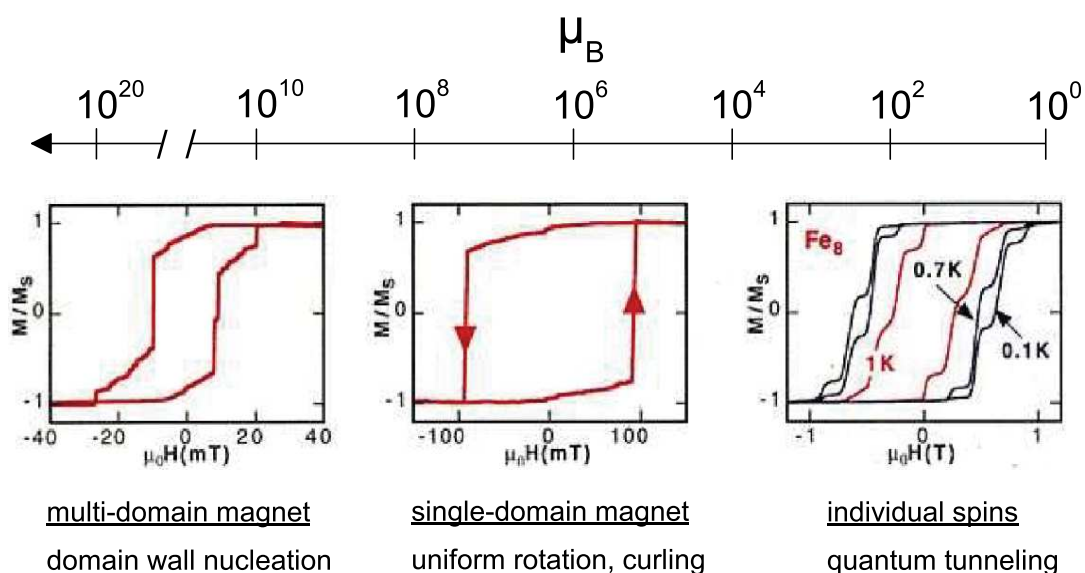 μB
10^20 10^10 10^8 10^6 10^4 10^2 10^0
1
0
-1
M/MS
-40 -20 0 20 40
μ0H(mT)
1
0
-1
M/MS
-100 0 100
μ0H(mT)
1
0
-1
M/MS
Fe8
0.7K
1K
0.1K
-1 0 1
μ0H(T)
multi-domain magnet
domain wall nucleation
single-domain magnet
uniform rotation, curling
individual spins
quantum tunneling